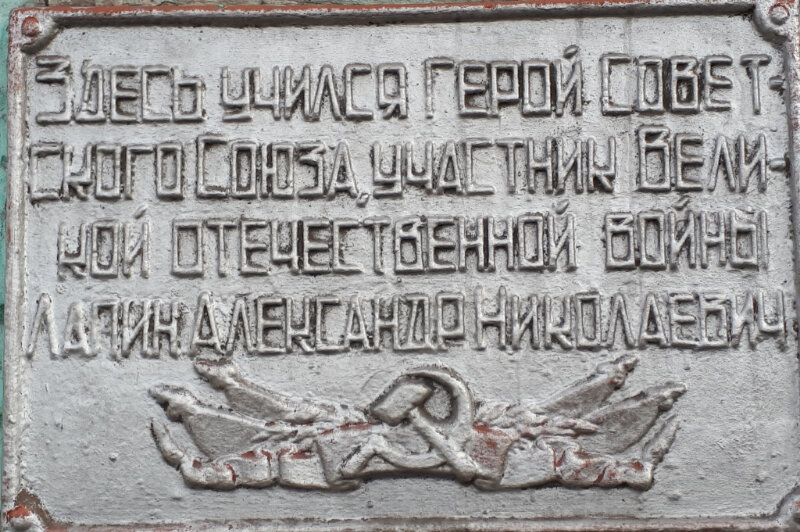 Здесь учился Герой Совет-
ского Союза, участник Вели-
кой Отечественной войны
Лапин Александр Николаевич